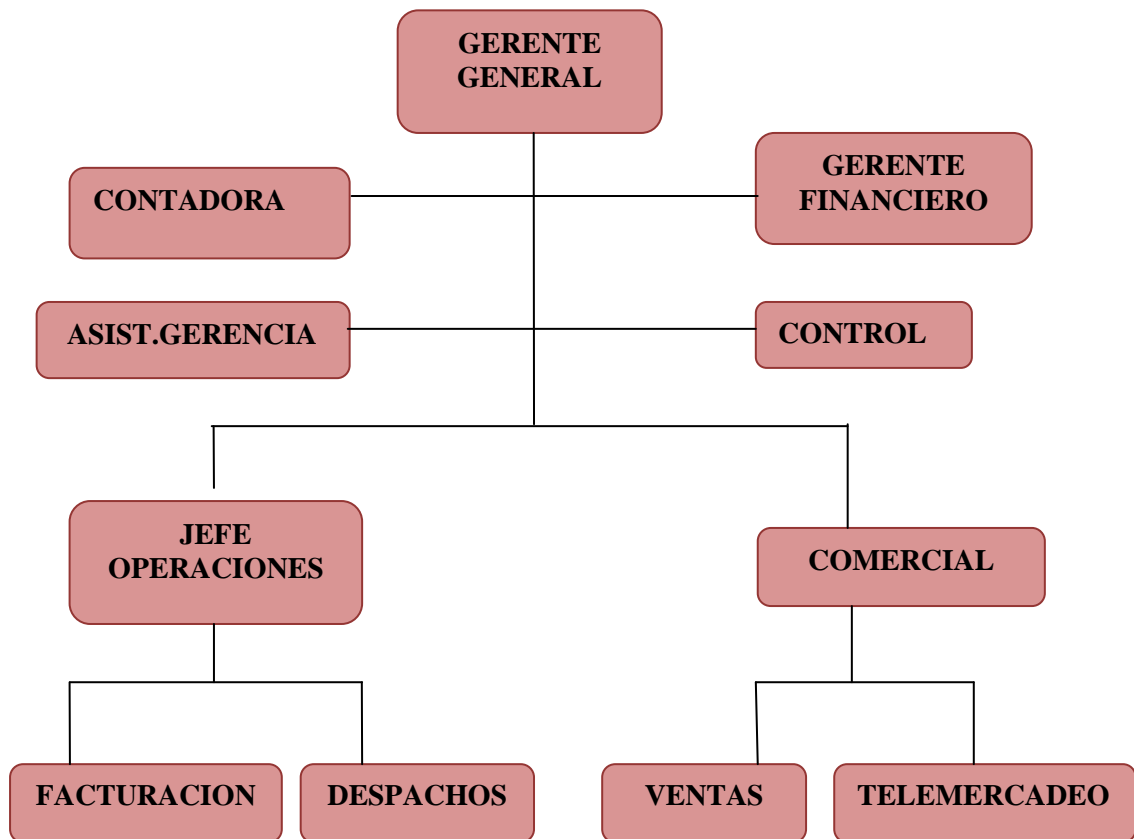 GERENTE
GENERAL
CONTADORA
GERENTE
FINANCIERO
ASIST.GERENCIA
CONTROL
JEFE
OPERACIONES
COMERCIAL
FACTURACION
DESPACHOS
VENTAS
TELEMERCADEO